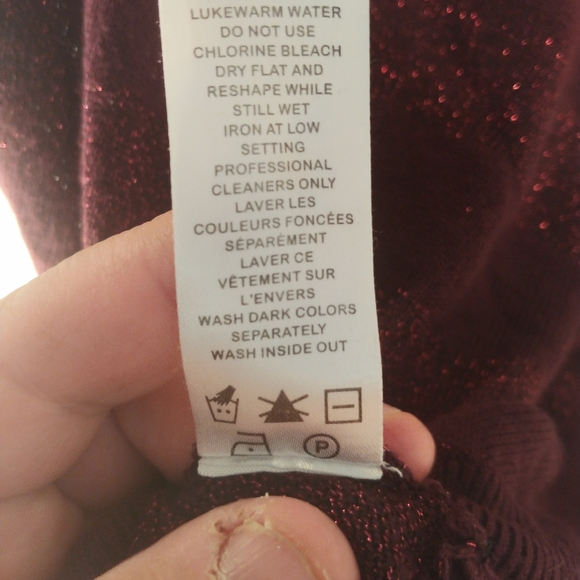 LUKEWARM WATER
DO NOT USE
CHLORINE BLEACH
DRY FLAT AND
RESHAPE WHILE
STILL WET
IRON AT LOW
SETTING
PROFESSIONAL
CLEANERS ONLY
LAVER LES
COULEURS FONCÉES
SÉPARÉMENT
LAVER CE
VÊTEMENT SUR
L'ENVERS
WASH DARK COLORS
SEPARATELY
WASH INSIDE OUT
P